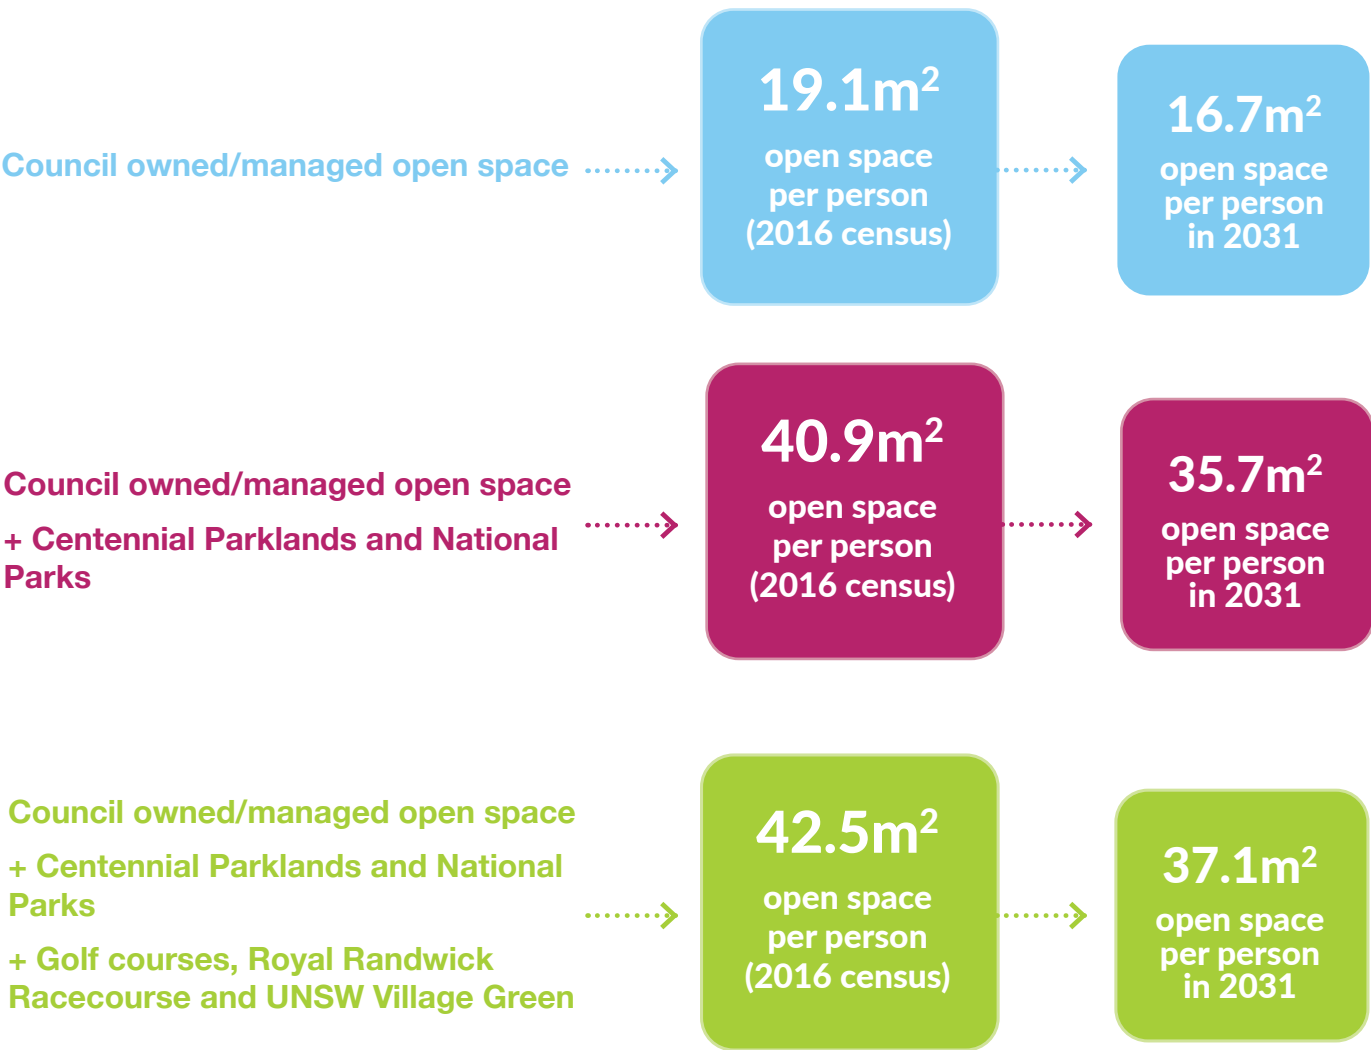 Council owned/managed open space
19.1m²
open space
per person
(2016 census)
16.7m²
open space
per person
in 2031
Council owned/managed open space
+ Centennial Parklands and National
Parks
40.9m²
open space
per person
(2016 census)
35.7m²
open space
per person
in 2031
Council owned/managed open space
+ Centennial Parklands and National
Parks
+ Golf courses, Royal Randwick
Racecourse and UNSW Village Green
42.5m²
open space
per person
(2016 census)
37.1m²
open space
per person
in 2031